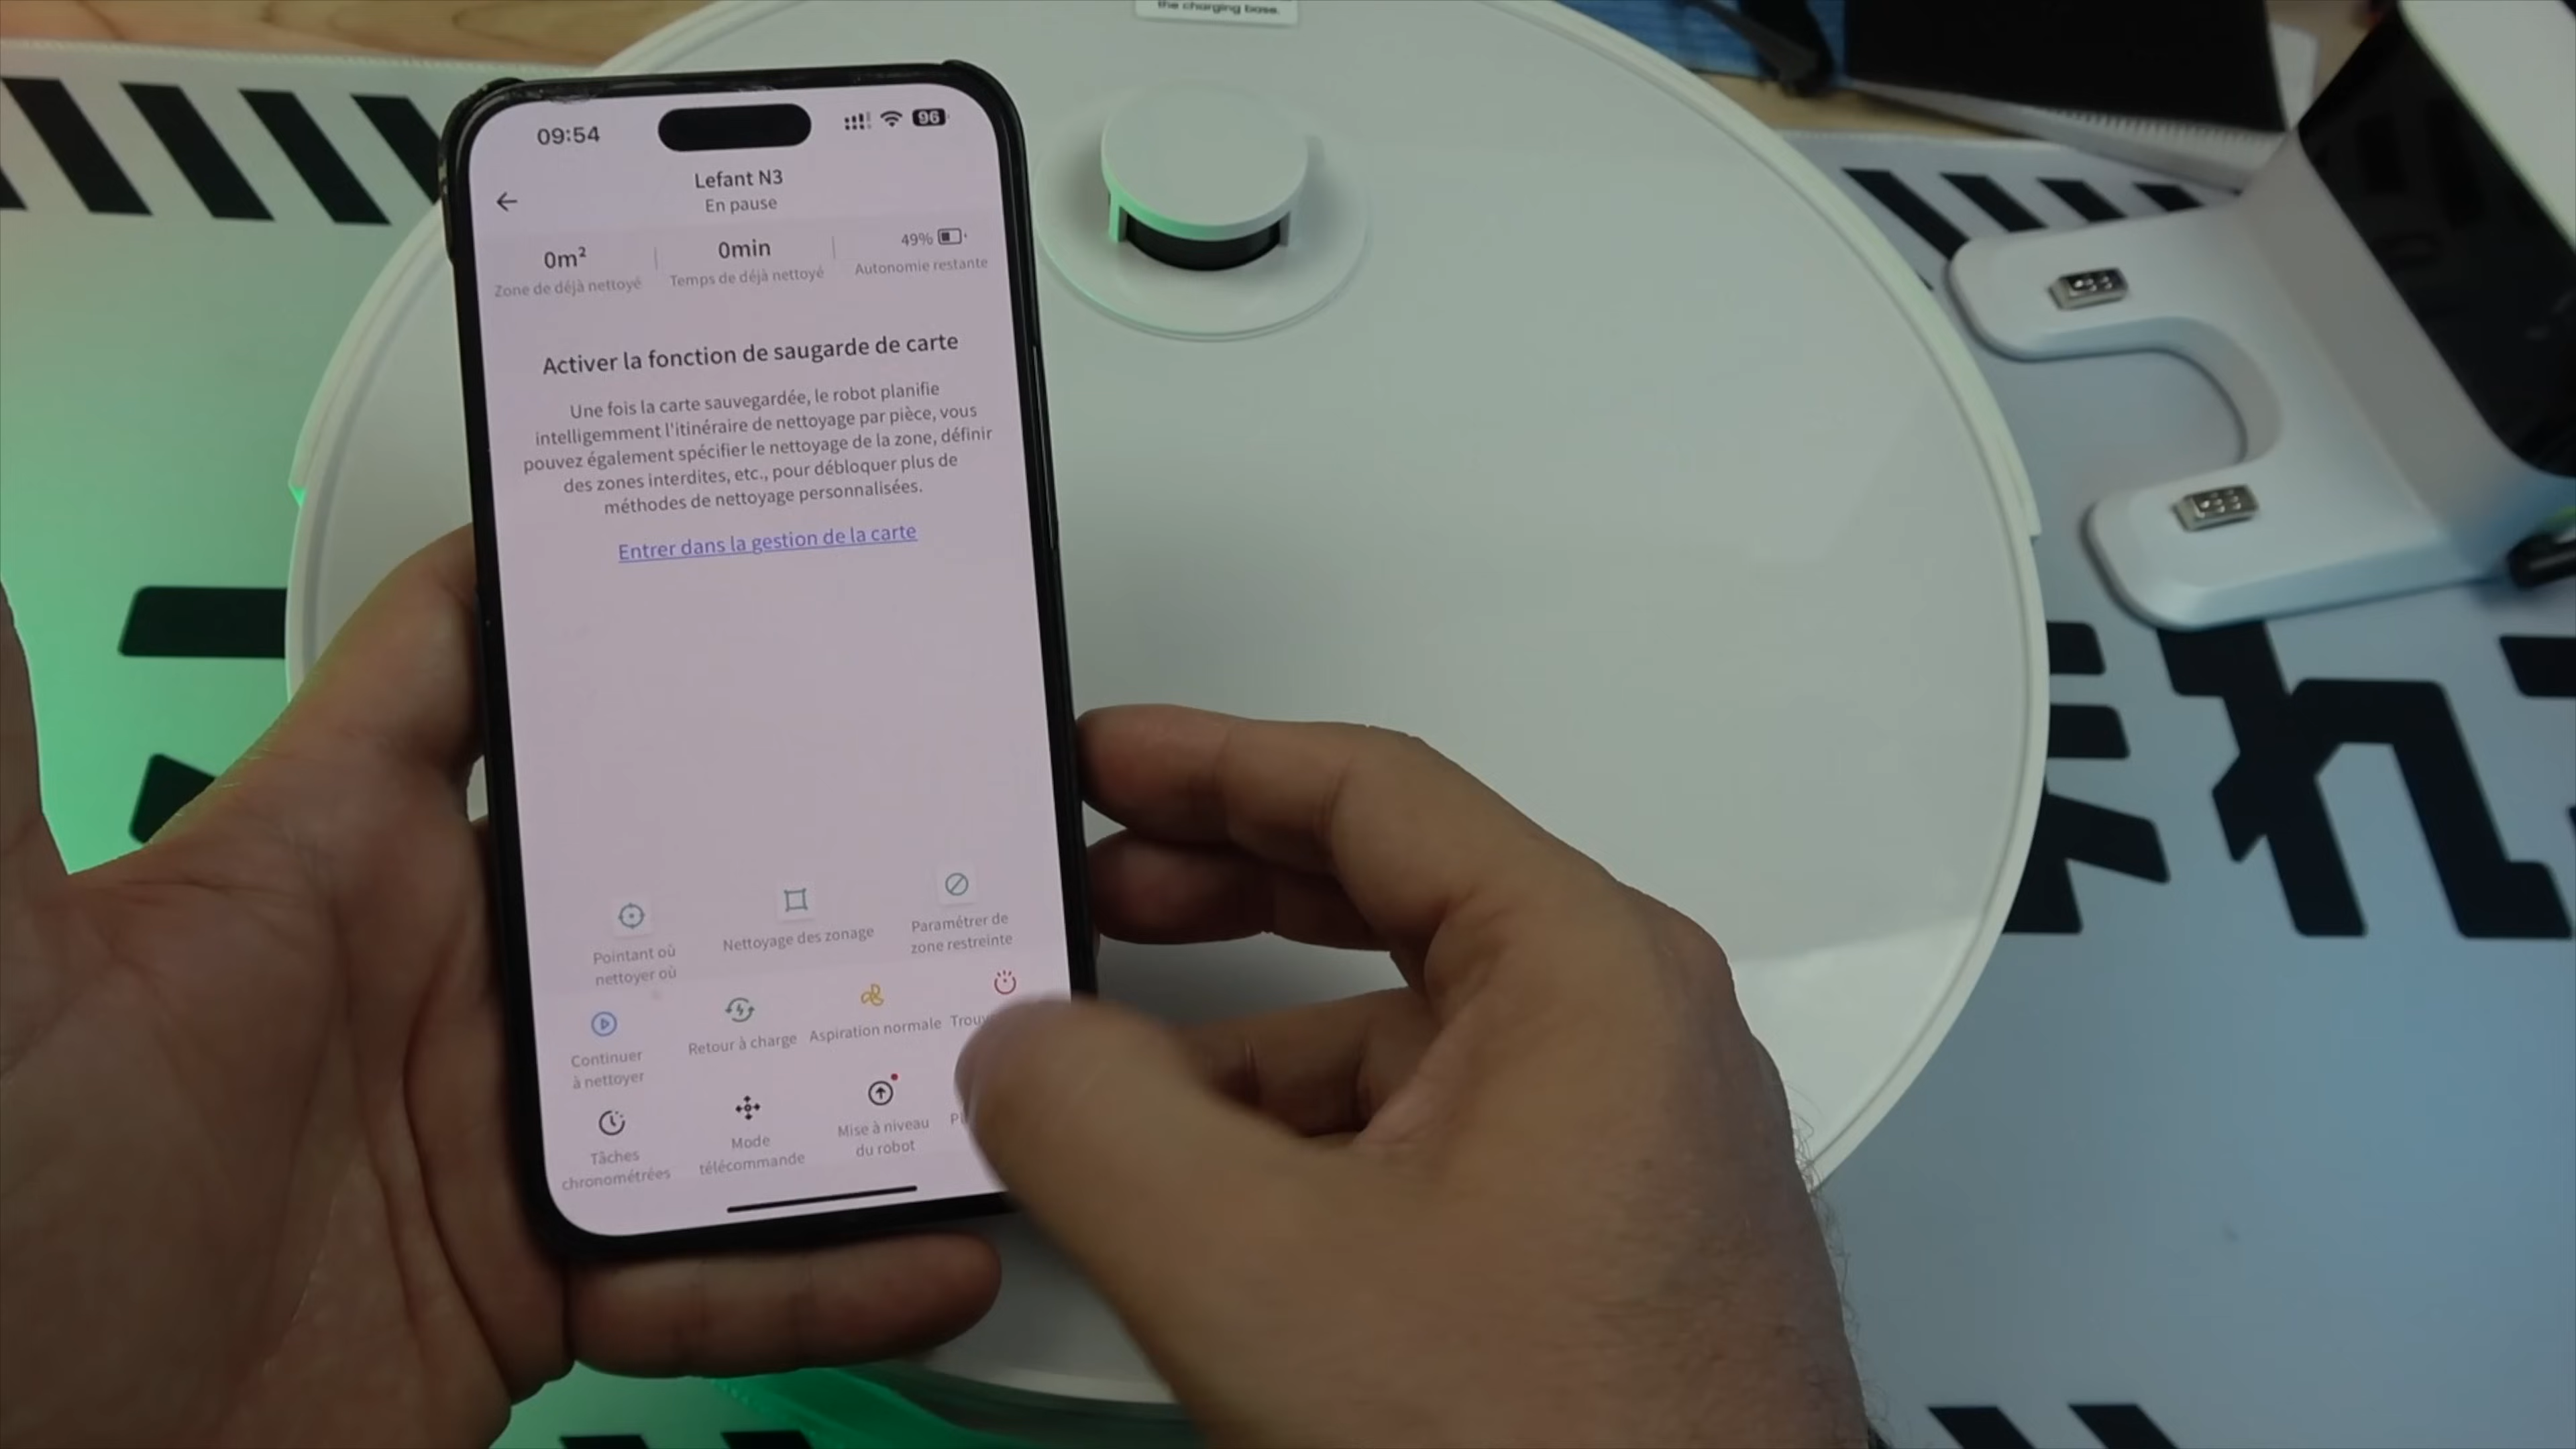 the charging base.
09:54
96
Lefant N3
En pause
0m²
0min
49%
Zone de déjà nettoyé
Temps de déjà nettoyé
Autonomie restante
Activer la fonction de saugarde de carte
Une fois la carte sauvegardée, le robot planifie
intelligemment l'itinéraire de nettoyage par pièce, vous
pouvez également spécifier le nettoyage de la zone, définir
des zones interdites, etc., pour débloquer plus de
méthodes de nettoyage personnalisées.
Entrer dans la gestion de la carte
Pointant où
nettoyer où
Nettoyage des zonage
Paramétrer de
zone restreinte
Continuer
à nettoyer
Retour à charge
Aspiration normale
Tâches
chronométrées
Mode
télécommande
Mise à niveau
du robot